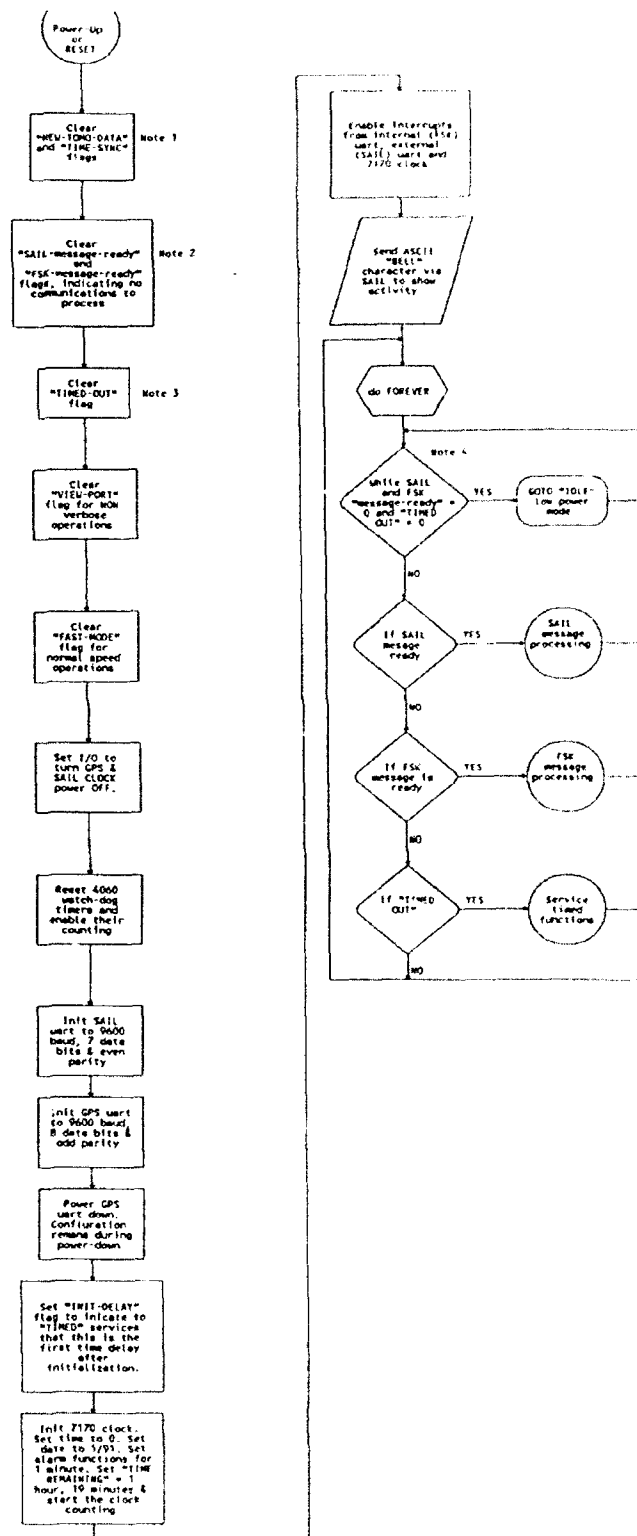 Power-Up
or
RESET
Clear
"NEW-TOMO-DATA"
and "TIME-SYNC"
flags
Note 1
Clear
"SAIL-message-ready"
and
"FSK-message-ready"
flags, indicating no
communications to
process
Note 2
Clear
"TIMED-OUT"
flag
Note 3
Clear
"VIEW-PORT"
flag for NON
verbose
operations
Clear
"FAST-MODE"
flag for
normal speed
operations
Set I/O to
turn GPS &
SAIL CLOCK
power OFF.
Reset 4060
watch-dog
timers and
enable their
counting
Init SAIL
uart to 9600
baud, 7 data
bits & even
parity
Init GPS uart
to 9600 baud,
8 data bits &
odd parity
Power GPS
uart down.
Confiuration
remans during
power-down
Set "INIT-DELAY"
flag to inicate to
"TIMED" services
that this is the
first time delay
after
initialization.
Init 7170 clock.
Set time to 0. Set
date to 1/91. Set
alarm functions for
1 minute. Set "TIME
REMAINING" = 1
hour, 19 minutes &
start the clock
counting
Enable Interrupts
from internal (FSK)
uart, external
(SAIL) uart and
7170 clock
Send ASCII
"BELL"
character via
SAIL to show
activity
do FOREVER
Note 4
While SAIL
and FSK
"message-ready" =
0 and "TIMED
OUT" = 0
YES
GOTO "IDLE"
low power
mode
NO
If SAIL
mesage
ready
YES
SAIL
message
processing
NO
If FSK
message is
ready
YES
FSK
message
processing
NO
If "TIMED
OUT"
YES
Service
timed
functions
NO